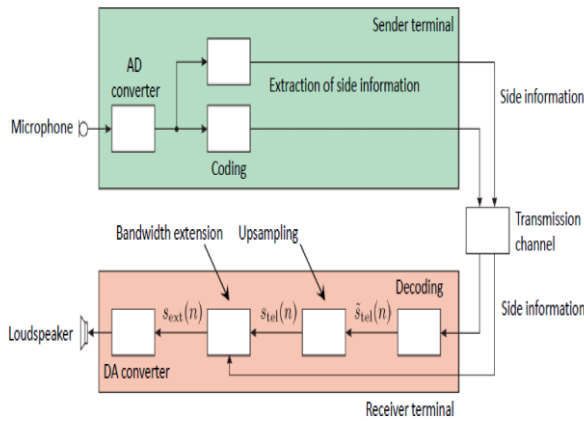 Sender terminal
AD
converter
Extraction of side information
Side information
Microphone
Coding
Transmission
channel
Bandwidth extension
Upsampling
Decoding
Side information
s_ext(n)
s_tel(n)
s̃_tel(n)
Loudspeaker
DA converter
Receiver terminal